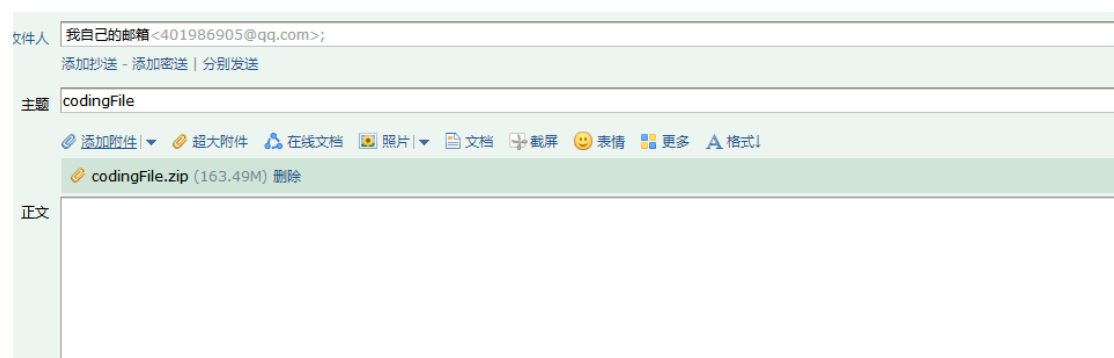 收件人 我自己的邮箱<401986905@qq.com>;
添加抄送 - 添加密送 | 分别发送
主题 codingFile
添加附件 | 超大附件 在线文档 照片 | 文档 截屏 表情 更多 A 格式↓
codingFile.zip (163.49M) 删除
正文